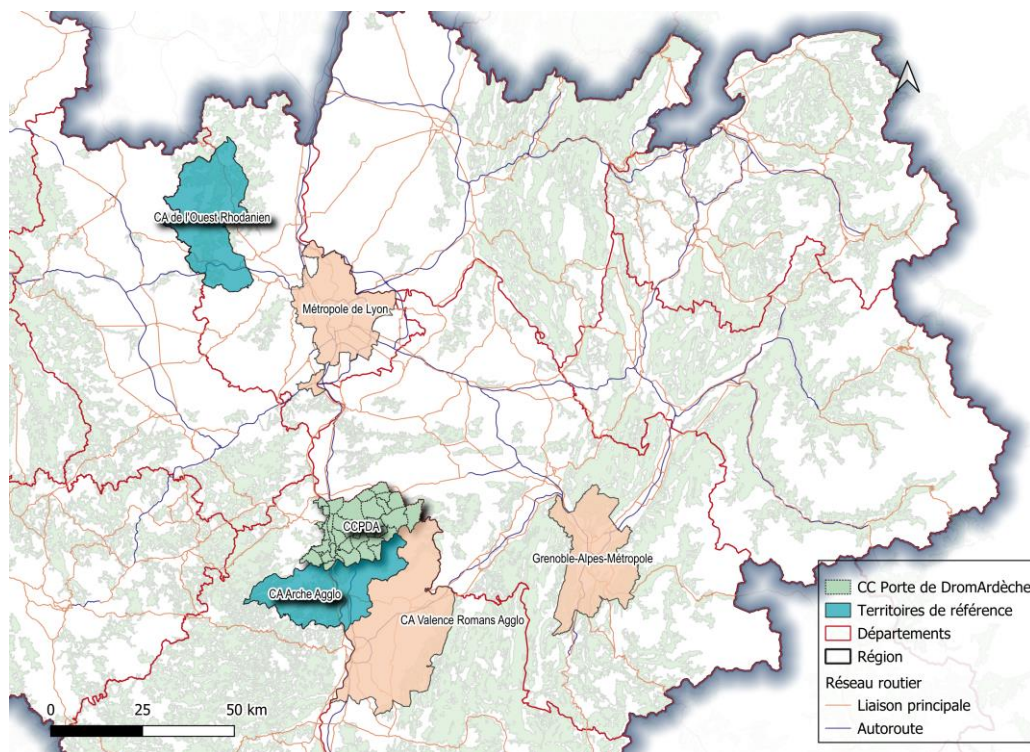 CA de l'Ouest Rhodanien
Métropole de Lyon
CCPDA
Grenoble-Alpes-Métropole
CA Arche Agglo
CA Valence Romans Agglo
CC Porte de DromArdèche
Territoires de référence
Départements
Région
Réseau routier
Liaison principale
Autoroute
0 25 50 km